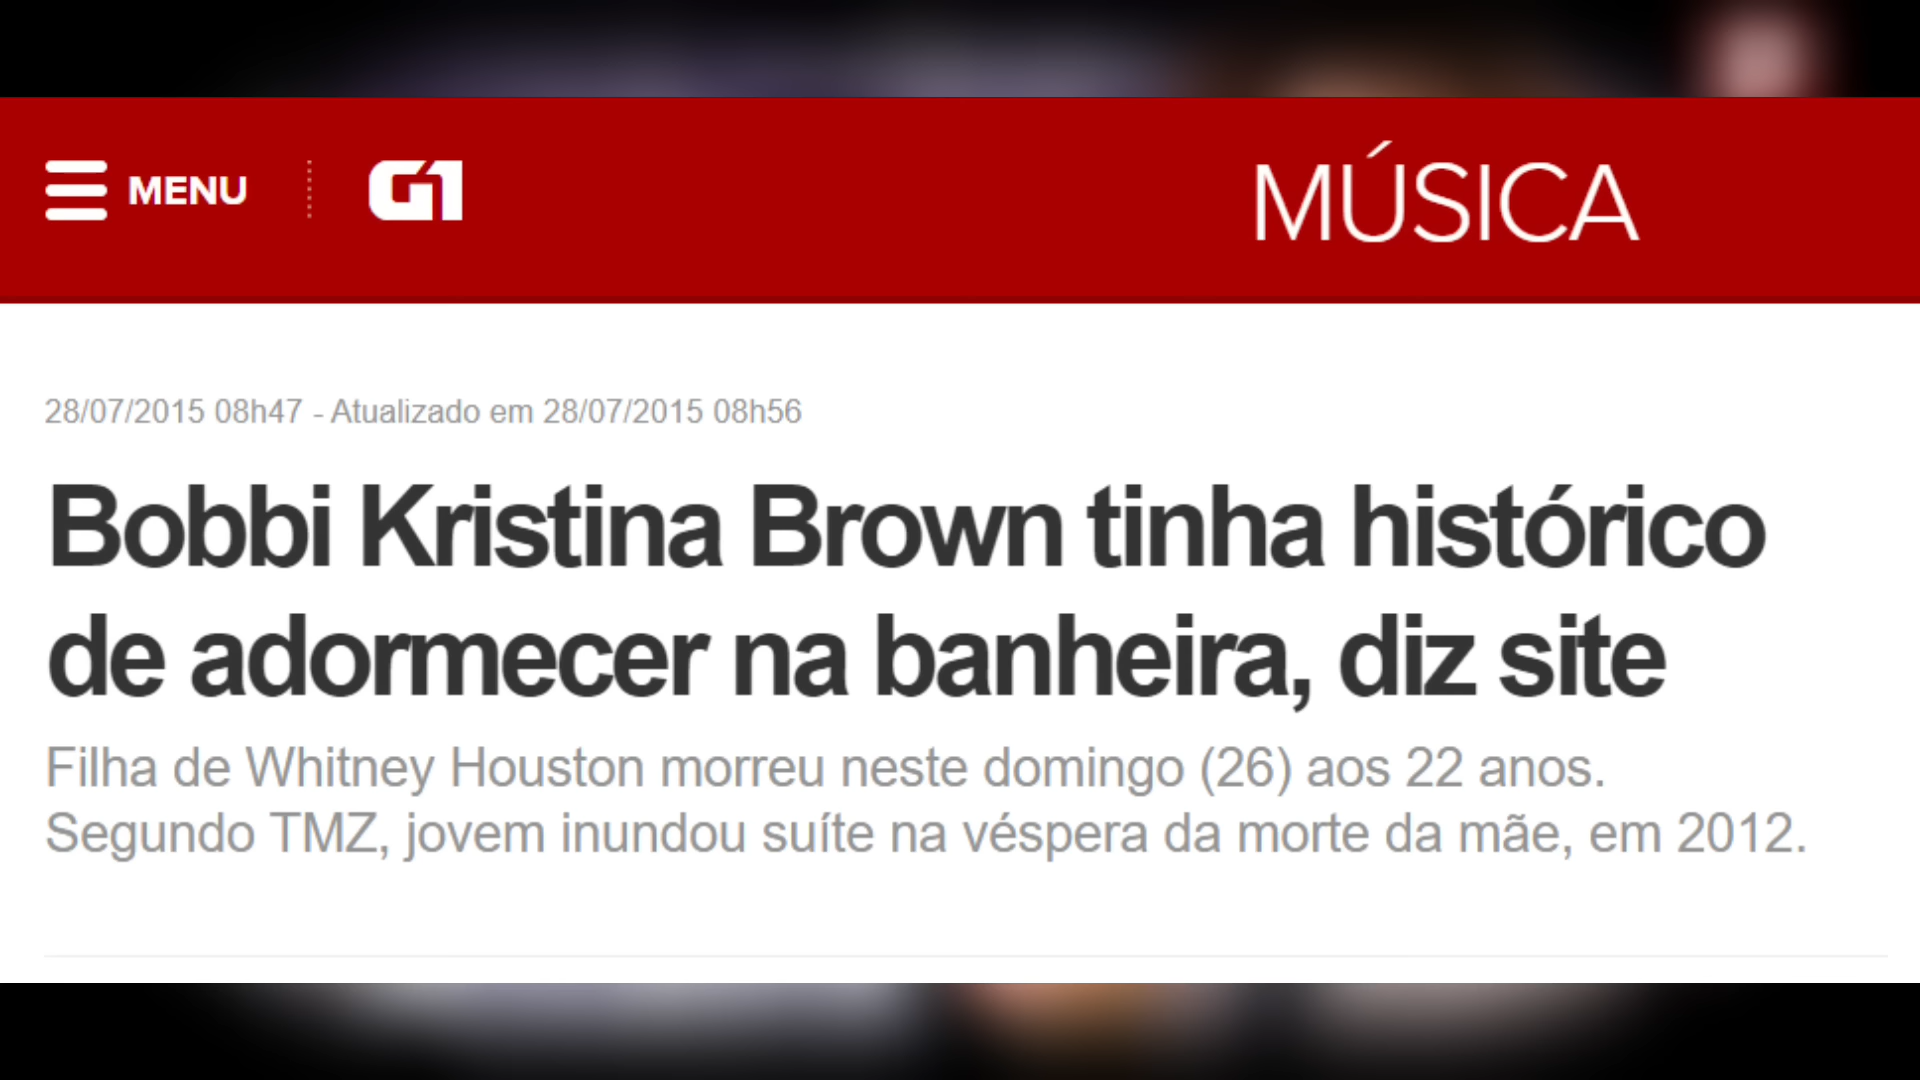 MENU
G1
MÚSICA
28/07/2015 08h47 - Atualizado em 28/07/2015 08h56
Bobbi Kristina Brown tinha histórico
de adormecer na banheira, diz site
Filha de Whitney Houston morreu neste domingo (26) aos 22 anos.
Segundo TMZ, jovem inundou suíte na véspera da morte da mãe, em 2012.